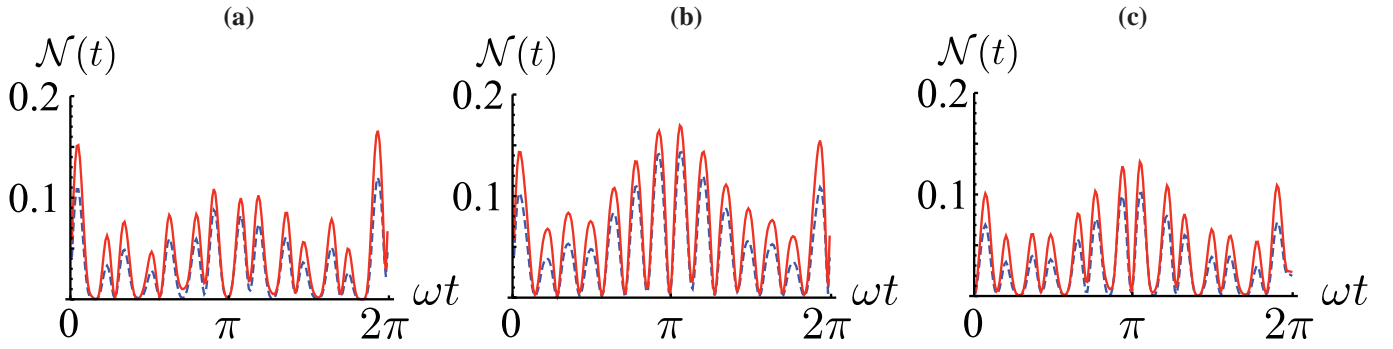 (a) (b) (c)
𝒩(t) 𝒩(t) 𝒩(t)
0.2 0.2 0.2
0.1 0.1 0.1
ωt ωt ωt
0 π 2π 0 π 2π 0 π 2π